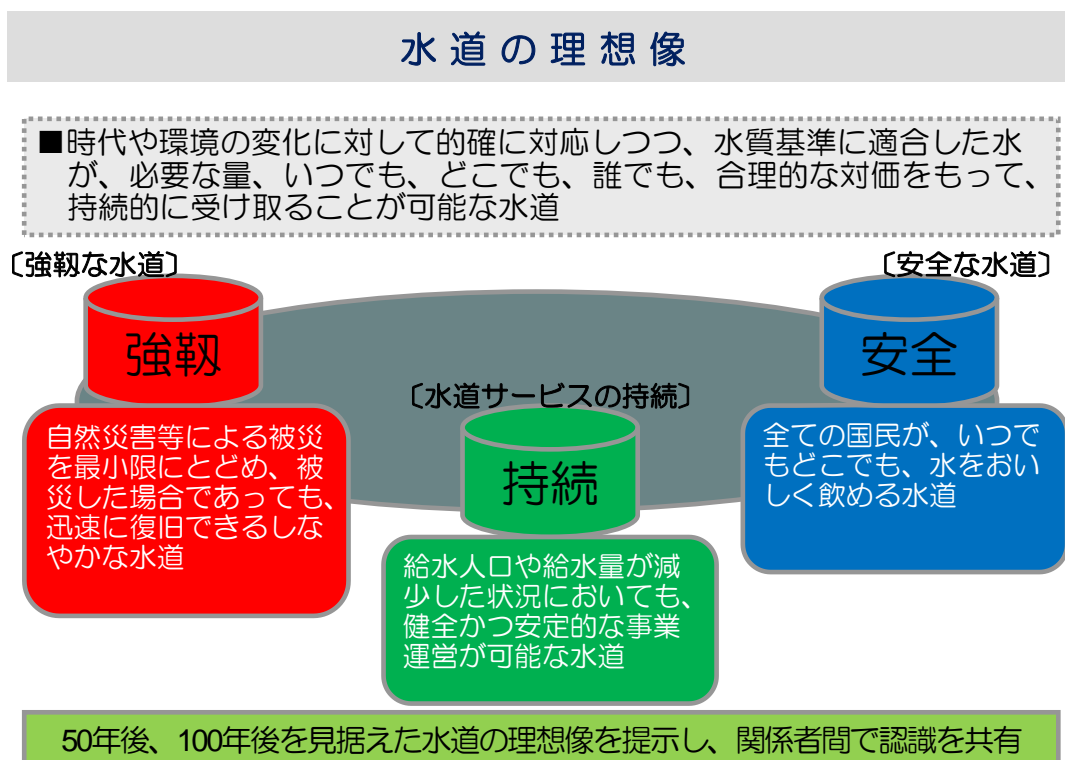 水道の理想像
■時代や環境の変化に対して的確に対応しつつ、水質基準に適合した水
が、必要な量、いつでも、どこでも、誰でも、合理的な対価をもって、
持続的に受け取ることが可能な水道
〔強靱な水道〕
強靱
自然災害等による被災
を最小限にとどめ、被
災した場合であっても、
迅速に復旧できるしな
やかな水道
〔水道サービスの持続〕
持続
給水人口や給水量が減
少した状況においても、
健全かつ安定的な事業
運営が可能な水道
〔安全な水道〕
安全
全ての国民が、いつで
もどこでも、水をおい
しく飲める水道
50年後、100年後を見据えた水道の理想像を提示し、関係者間で認識を共有